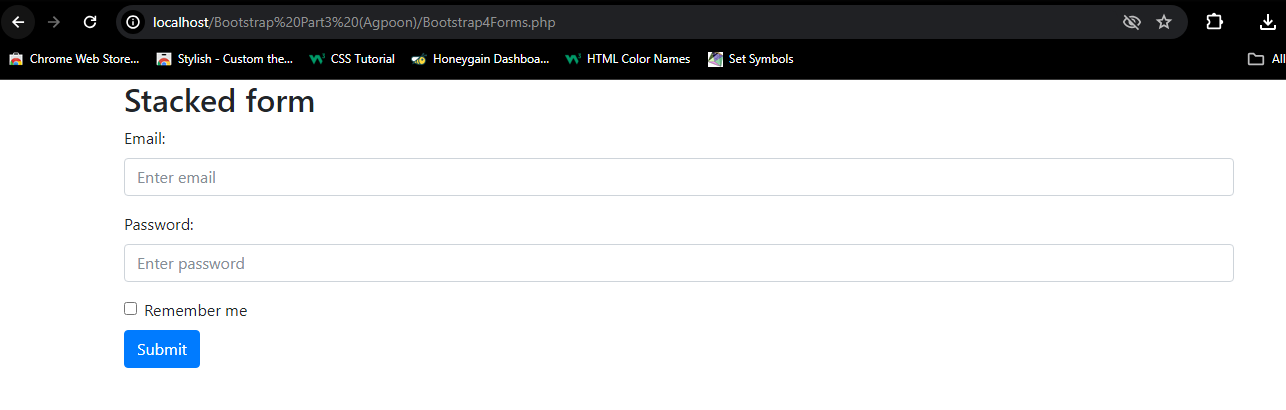 localhost/Bootstrap%20Part3%20(Agpoon)/Bootstrap4Forms.php
Chrome Web Store... Stylish - Custom the... CSS Tutorial Honeygain Dashboa... HTML Color Names Set Symbols All
Stacked form
Email:
Enter email
Password:
Enter password
Remember me
Submit